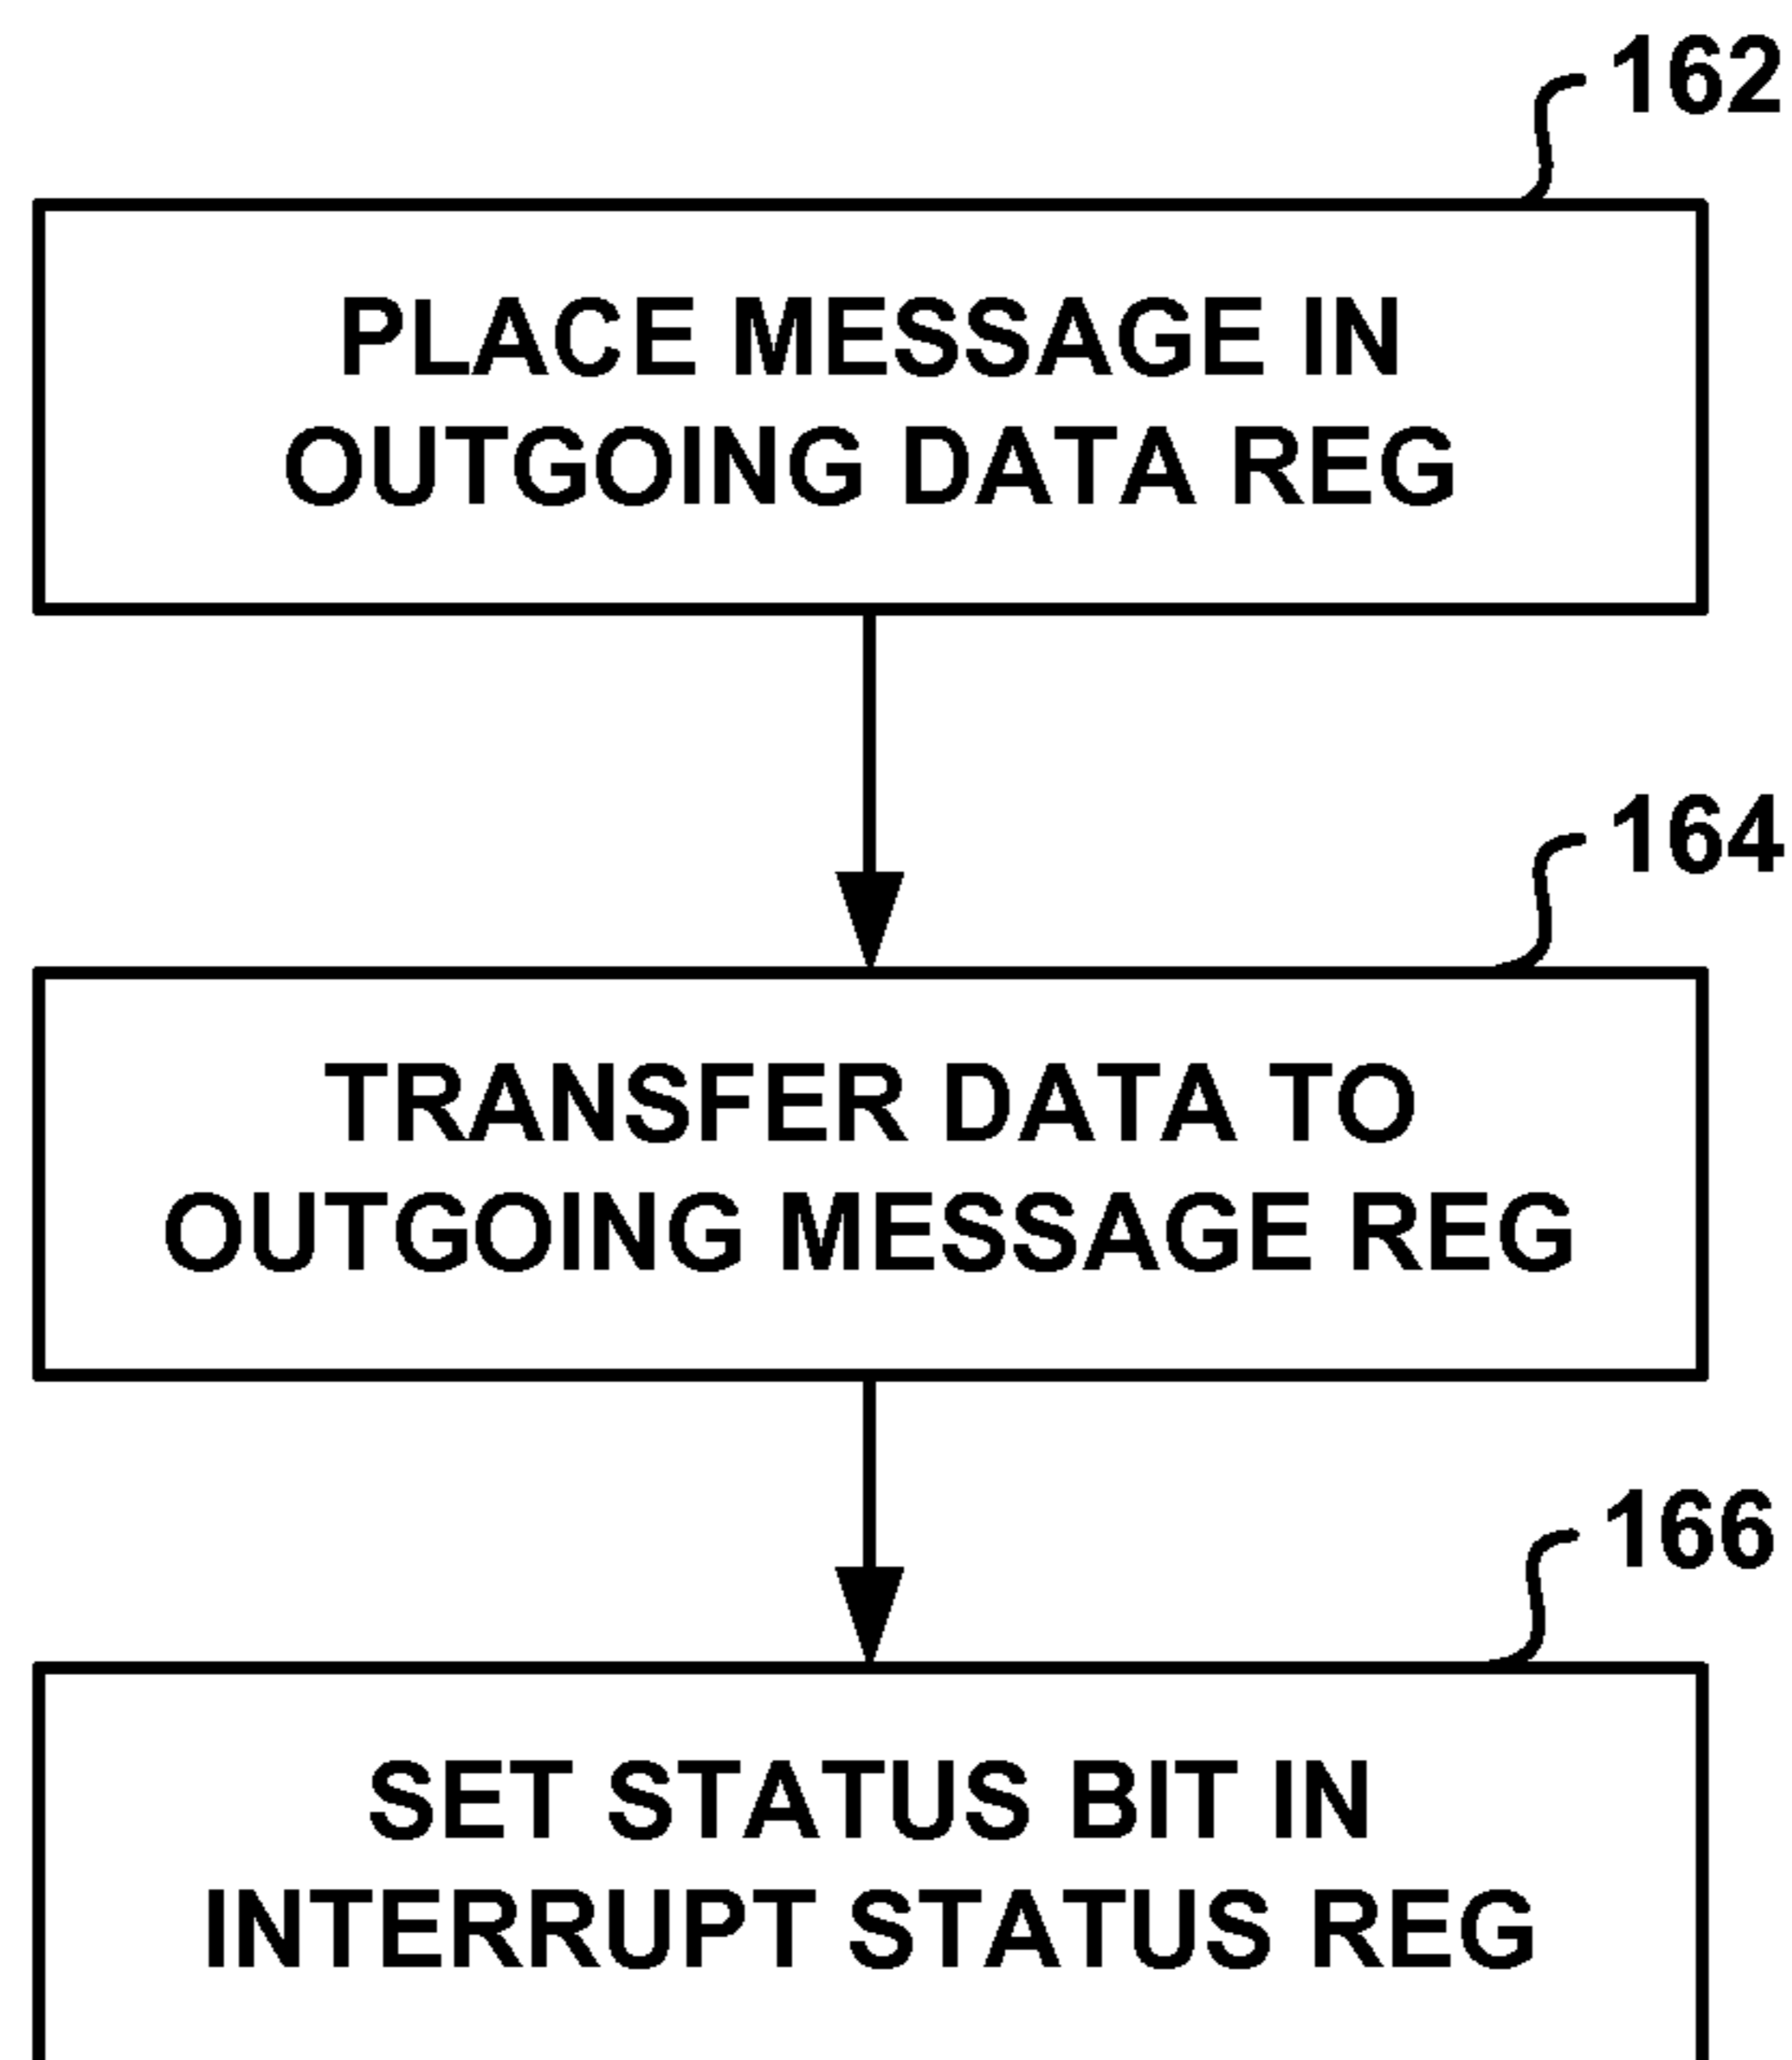 162
PLACE MESSAGE IN
OUTGOING DATA REG
164
TRANSFER DATA TO
OUTGOING MESSAGE REG
166
SET STATUS BIT IN
INTERRUPT STATUS REG